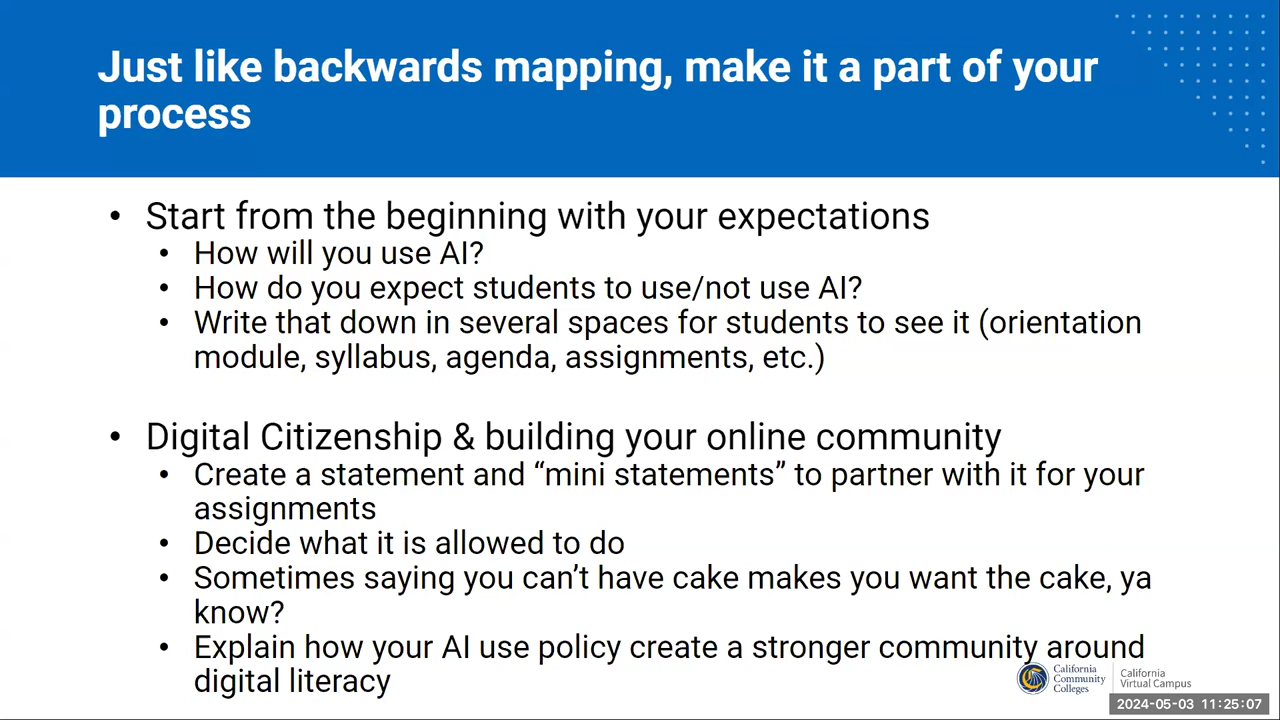 Just like backwards mapping, make it a part of your
process
• Start from the beginning with your expectations
• How will you use AI?
• How do you expect students to use/not use AI?
• Write that down in several spaces for students to see it (orientation
module, syllabus, agenda, assignments, etc.)
• Digital Citizenship & building your online community
• Create a statement and “mini statements” to partner with it for your
assignments
• Decide what it is allowed to do
• Sometimes saying you can’t have cake makes you want the cake, ya
know?
• Explain how your AI use policy create a stronger community around
digital literacy
California
Community
Colleges
California
Virtual Campus
2024-05-03 11:25:07